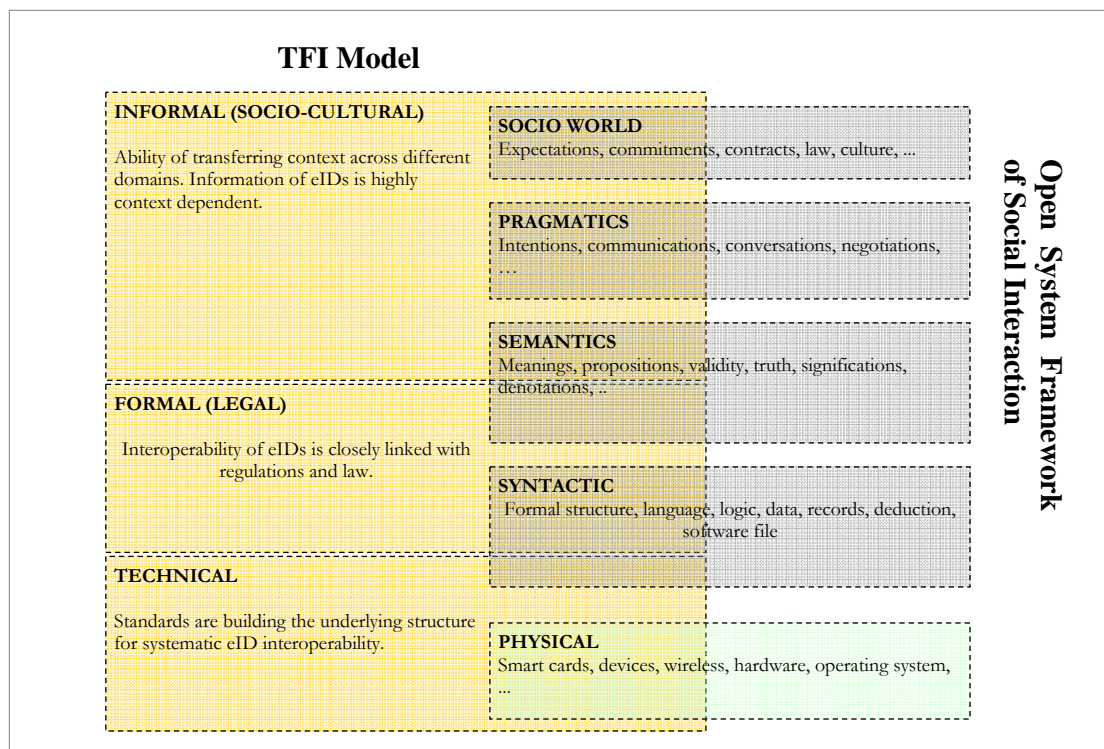 TFI Model
INFORMAL (SOCIO-CULTURAL)
Ability of transferring context across different
domains. Information of eIDs is highly
context dependent.
FORMAL (LEGAL)
Interoperability of eIDs is closely linked with
regulations and law.
TECHNICAL
Standards are building the underlying structure
for systematic eID interoperability.
SOCIO WORLD
Expectations, commitments, contracts, law, culture, ...
PRAGMATICS
Intentions, communications, conversations, negotiations,
…
SEMANTICS
Meanings, propositions, validity, truth, significations,
denotations, ..
SYNTACTIC
Formal structure, language, logic, data, records, deduction,
software file
PHYSICAL
Smart cards, devices, wireless, hardware, operating system,
...
Open System Framework
of Social Interaction